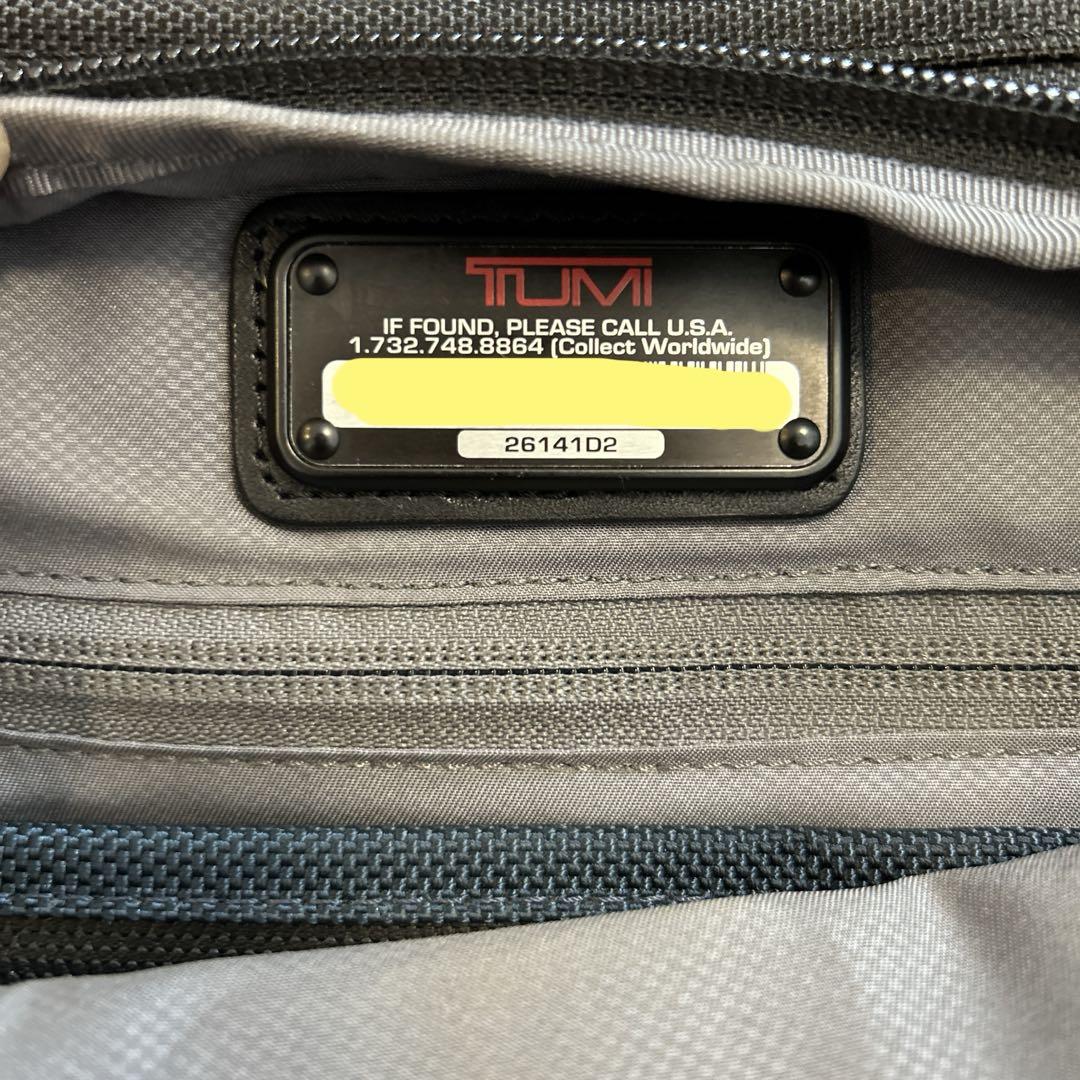 TUMI
IF FOUND, PLEASE CALL U.S.A.
1.732.748.8864 (Collect Worldwide)
26141D2